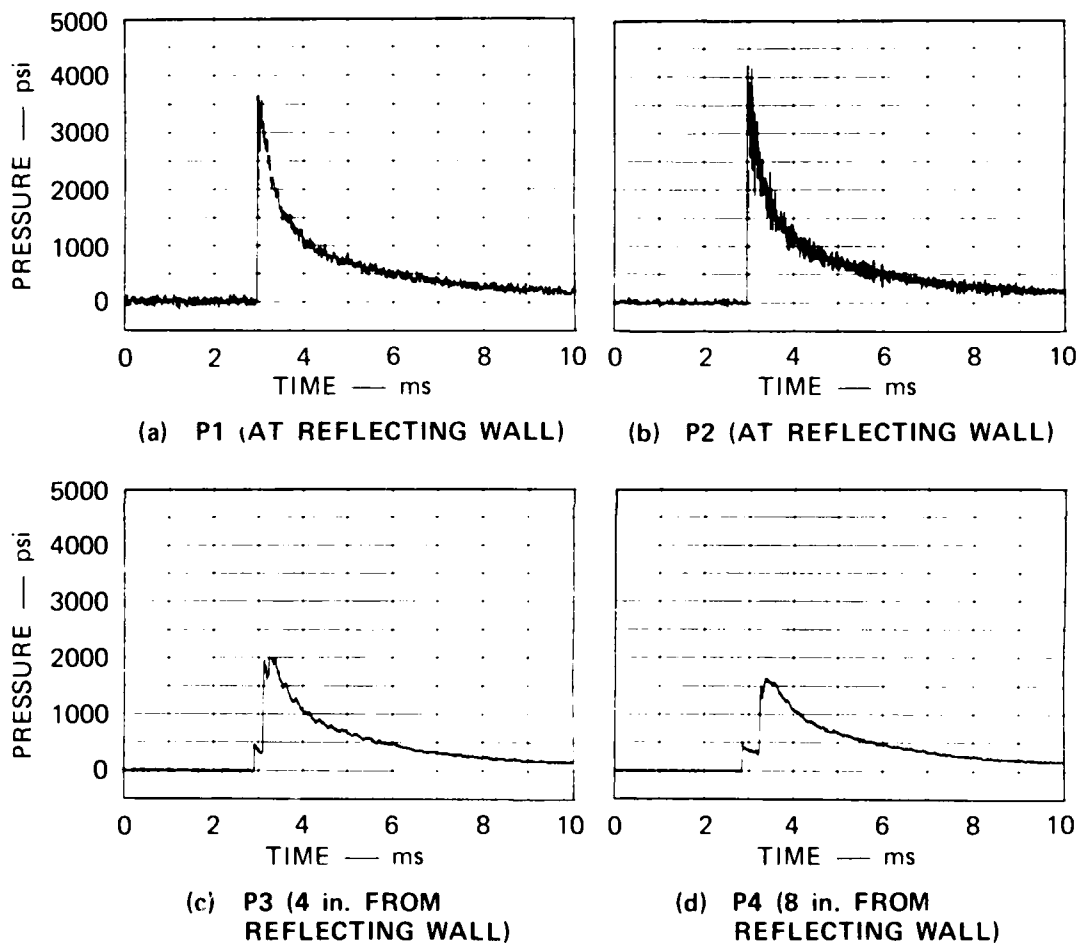 PRESSURE — psi
5000
4000
3000
2000
1000
0
0 2 4 6 8 10
TIME — ms
(a) P1 (AT REFLECTING WALL)
0 2 4 6 8 10
TIME — ms
(b) P2 (AT REFLECTING WALL)
PRESSURE — psi
5000
4000
3000
2000
1000
0
0 2 4 6 8 10
TIME — ms
(c) P3 (4 in. FROM
REFLECTING WALL)
0 2 4 6 8 10
TIME — ms
(d) P4 (8 in. FROM
REFLECTING WALL)